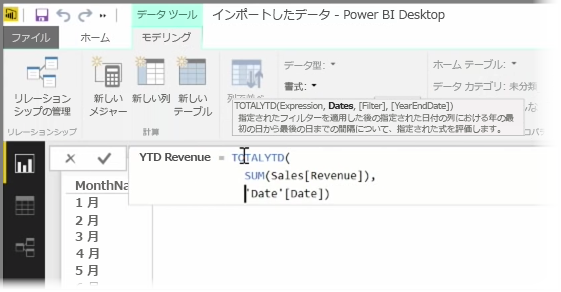 データ ツール
インポートしたデータ - Power BI Desktop
ファイル
ホーム
モデリング
リレーション
シップの管理
新しい
メジャー
新しい列
新しい
テーブル
データ型:
書式:
ホーム テーブル:
データ カテゴリ: 未分類
リレーションシップ
計算
TOTALYTD(Expression, Dates, [Filter], [YearEndDate])
指定されたフィルターを適用した後の指定された日付の列における年の最
初の日から最後の日までの間隔について、指定された式を評価します。
YTD Revenue = TOTALYTD(
SUM(Sales[Revenue]),
'Date'[Date])
MonthNa
1 月
2 月
3 月
4 月
5 月